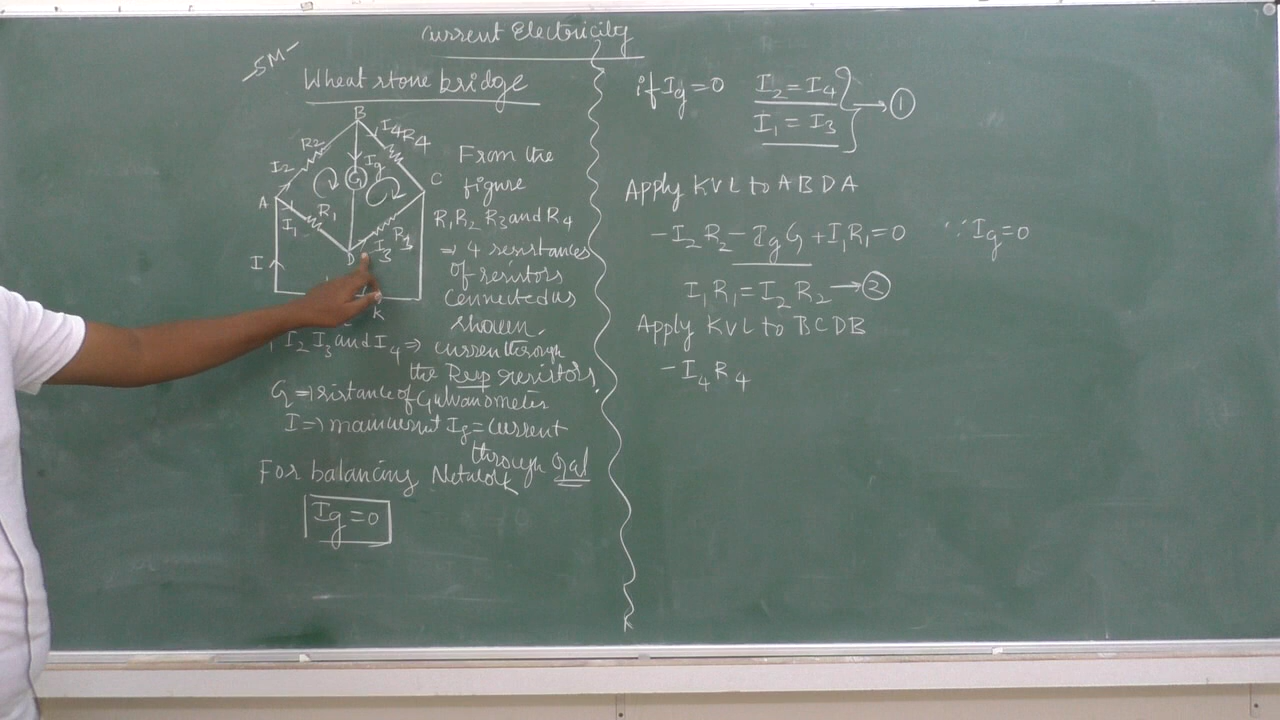 Current Electricity
5M
Wheat stone bridge
B
I4
R4
R2
I2
Ig
G
C
A
I1
R1
R3
I3
I
K
From the
figure
R1 R2 R3 and R4
⇒ 4 resistances
of resistors
Connected as
shown.
I2 I3 and I4 ⇒ current through
the Resp resistors
G ⇒ristance of Galvanometer
I ⇒ main current Ig = Current
through Gal
For balancing Network
Ig = 0
if Ig = 0 I2 = I4
I1 = I3 → 1
Apply KVL to ABDA
-I2 R2 - Ig G + I1 R1 = 0 ∵ Ig = 0
I1 R1 = I2 R2 → 2
Apply KVL to BCDB
-I4 R4